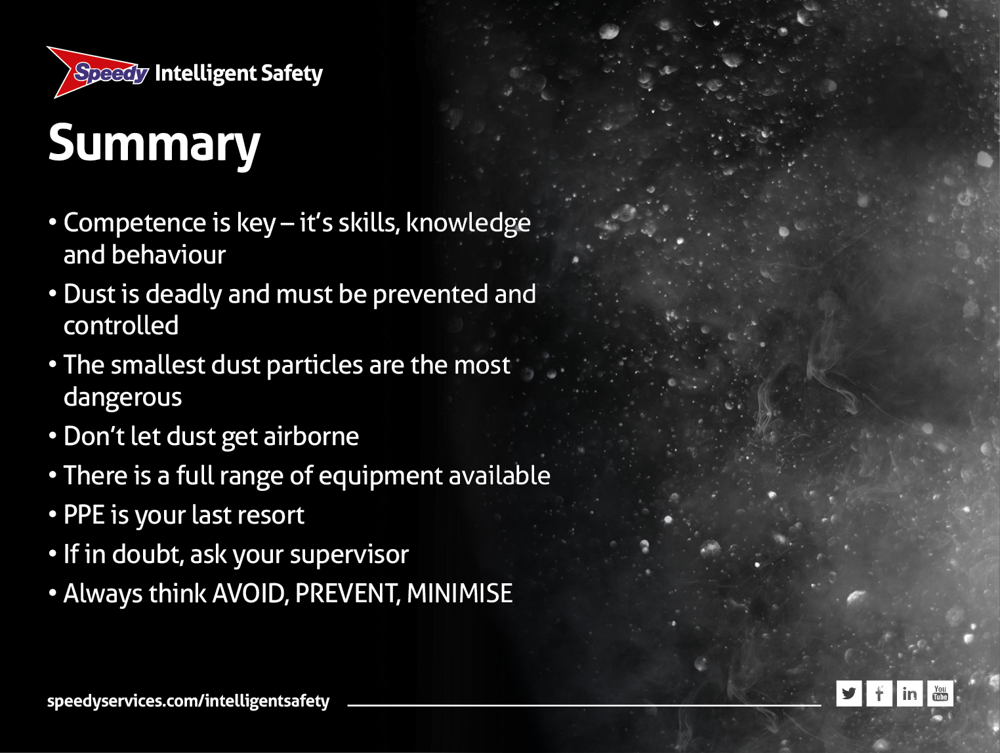 Speedy Intelligent Safety
Summary
• Competence is key – it’s skills, knowledge
and behaviour
• Dust is deadly and must be prevented and
controlled
• The smallest dust particles are the most
dangerous
• Don’t let dust get airborne
• There is a full range of equipment available
• PPE is your last resort
• If in doubt, ask your supervisor
• Always think AVOID, PREVENT, MINIMISE
speedyservices.com/intelligentsafety
f
in
You
Tube